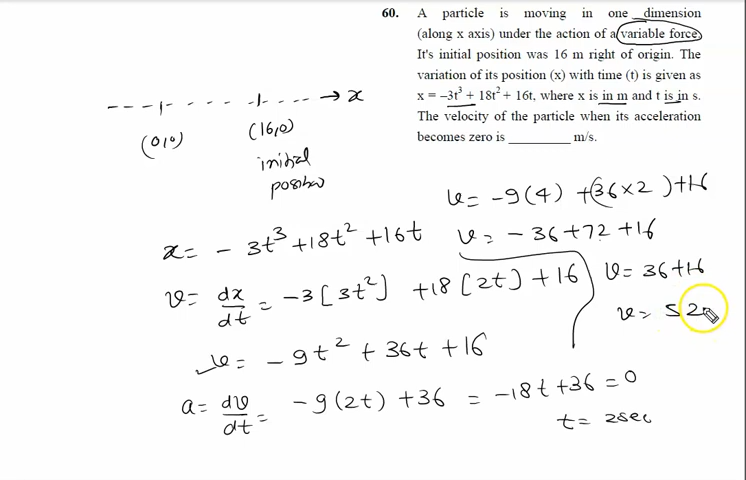 60. A particle is moving in one dimension
(along x axis) under the action of a variable force.
It's initial position was 16 m right of origin. The
variation of its position (x) with time (t) is given as
x = –3t³ + 18t² + 16t, where x is in m and t is in s.
The velocity of the particle when its acceleration
becomes zero is _________ m/s.
x
(0,0)
(16,0)
initial
position
x = - 3t³ +18t² +16t
v = dx/dt = -3[3t²] +18[2t] + 16
v = - 9t² + 36t +16
a = dv/dt = -9(2t) +36 = -18t +36 = 0
t = 2sec
v = -9(4) +(36×2) +16
v = -36+72 +16
v = 36+16
v = 52